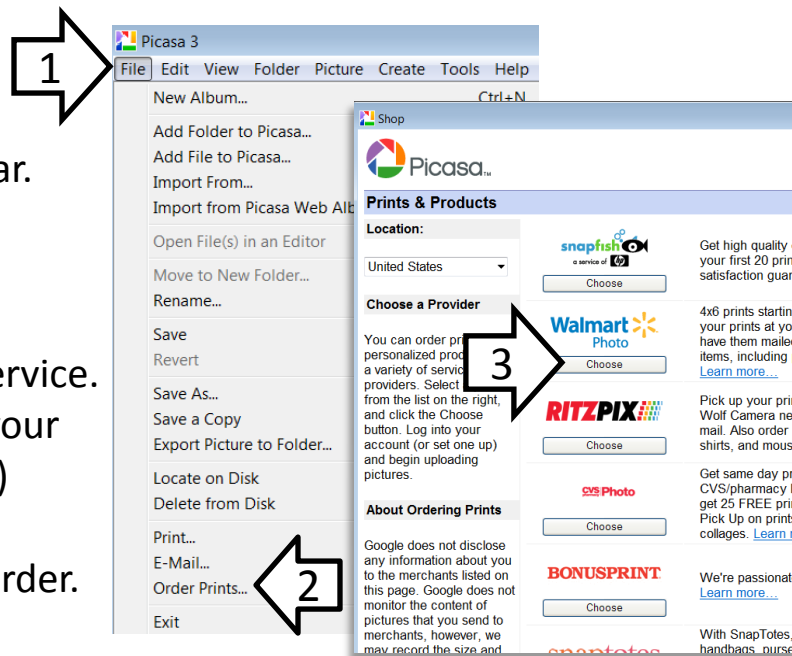 1
ar.
ervice.
our
)
rder.
Picasa 3
File Edit View Folder Picture Create Tools Help
New Album... Ctrl+N
Add Folder to Picasa...
Add File to Picasa...
Import From...
Import from Picasa Web Alb
Open File(s) in an Editor
Move to New Folder...
Rename...
Save
Revert
Save As...
Save a Copy
Export Picture to Folder...
Locate on Disk
Delete from Disk
Print...
E-Mail...
Order Prints...
Exit
2
Shop
Picasa™
Prints & Products
Location:
United States
Choose a Provider
You can order pri
personalized prod
a variety of servic
providers. Select
from the list on the right,
and click the Choose
button. Log into your
account (or set one up)
and begin uploading
pictures.
About Ordering Prints
Google does not disclose
any information about you
to the merchants listed on
this page. Google does not
monitor the content of
pictures that you send to
merchants, however, we
may record the size and
3
snapfish
a service of hp
Choose
Get high quality
your first 20 prin
satisfaction guar
Walmart
Photo
Choose
4x6 prints startin
your prints at yo
have them mailed
items, including
Learn more...
RITZPIX
Choose
Pick up your prin
Wolf Camera ne
mail. Also order
shirts, and mous
CVS Photo
Choose
Get same day pr
CVS/pharmacy
get 25 FREE prin
Pick Up on prints
collages. Learn
BONUSPRINT
Choose
We're passionat
Learn more...
snaptotes
With SnapTotes,
handbags, purse